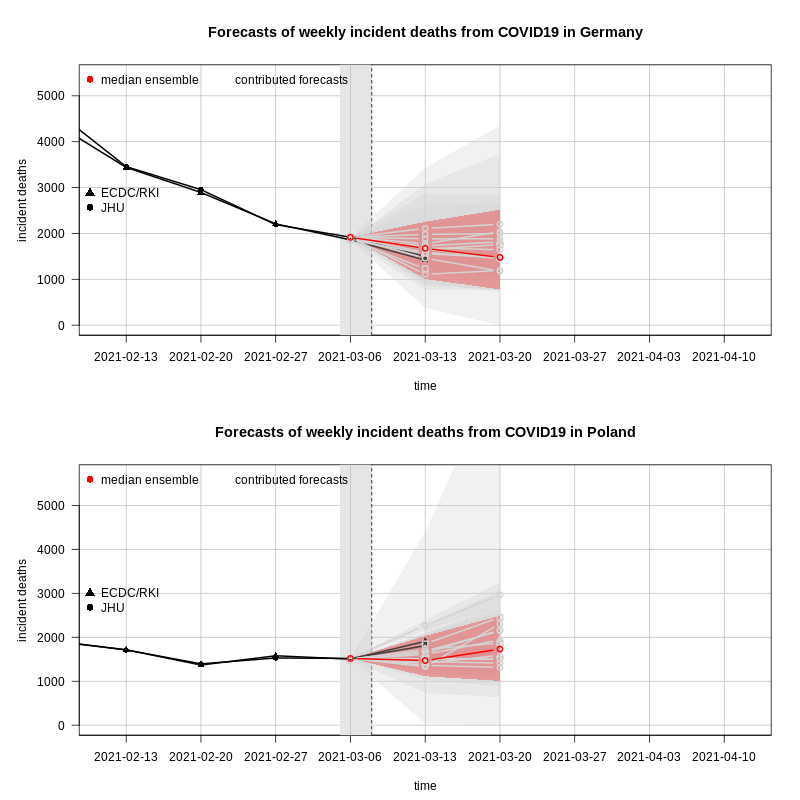 Forecasts of weekly incident deaths from COVID19 in Germany
median ensemble contributed forecasts
5000
4000
3000
2000
1000
0
incident deaths
ECDC/RKI
JHU
2021-02-13 2021-02-20 2021-02-27 2021-03-06 2021-03-13 2021-03-20 2021-03-27 2021-04-03 2021-04-10
time
Forecasts of weekly incident deaths from COVID19 in Poland
median ensemble contributed forecasts
5000
4000
3000
2000
1000
0
incident deaths
ECDC/RKI
JHU
2021-02-13 2021-02-20 2021-02-27 2021-03-06 2021-03-13 2021-03-20 2021-03-27 2021-04-03 2021-04-10
time